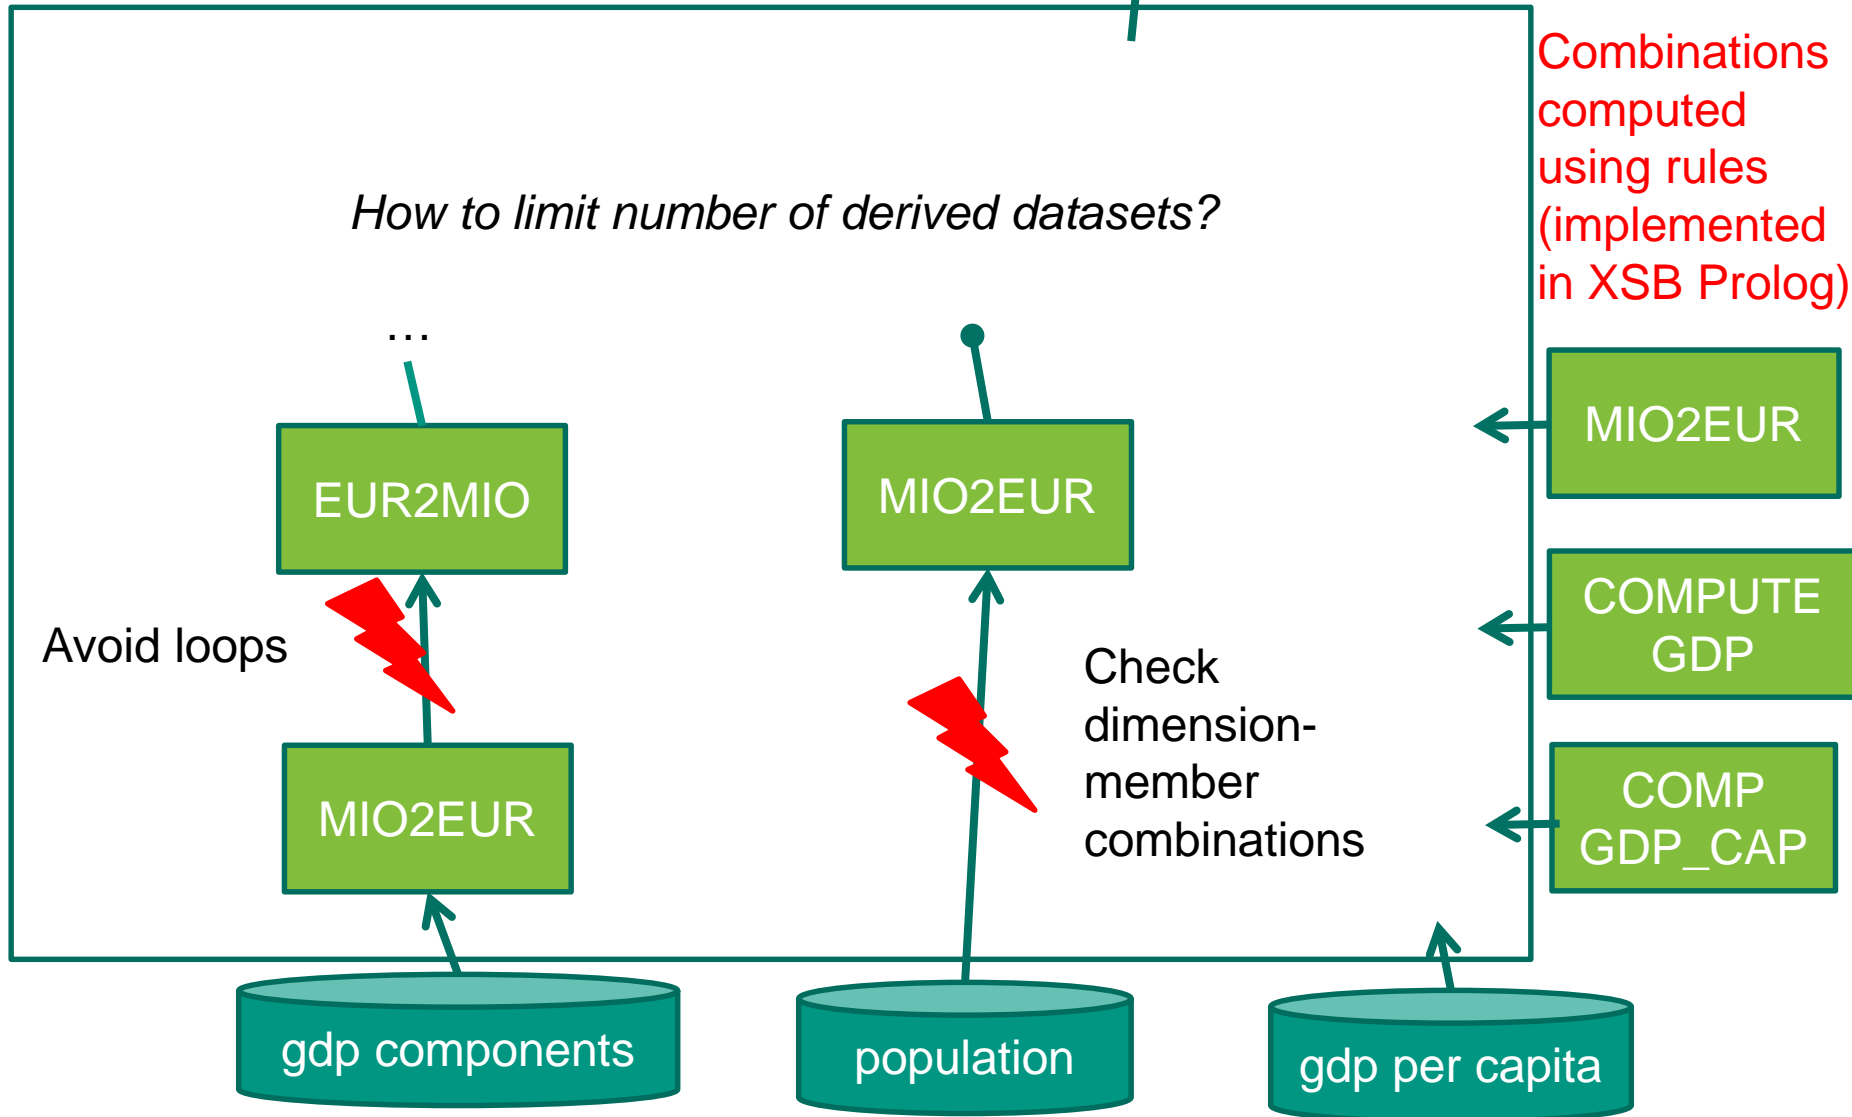 Combinations
computed
using rules
(implemented
in XSB Prolog)
How to limit number of derived datasets?
…
EUR2MIO
MIO2EUR
MIO2EUR
COMPUTE
GDP
Avoid loops
Check
dimension-
member
combinations
MIO2EUR
COMP
GDP_CAP
gdp components
population
gdp per capita